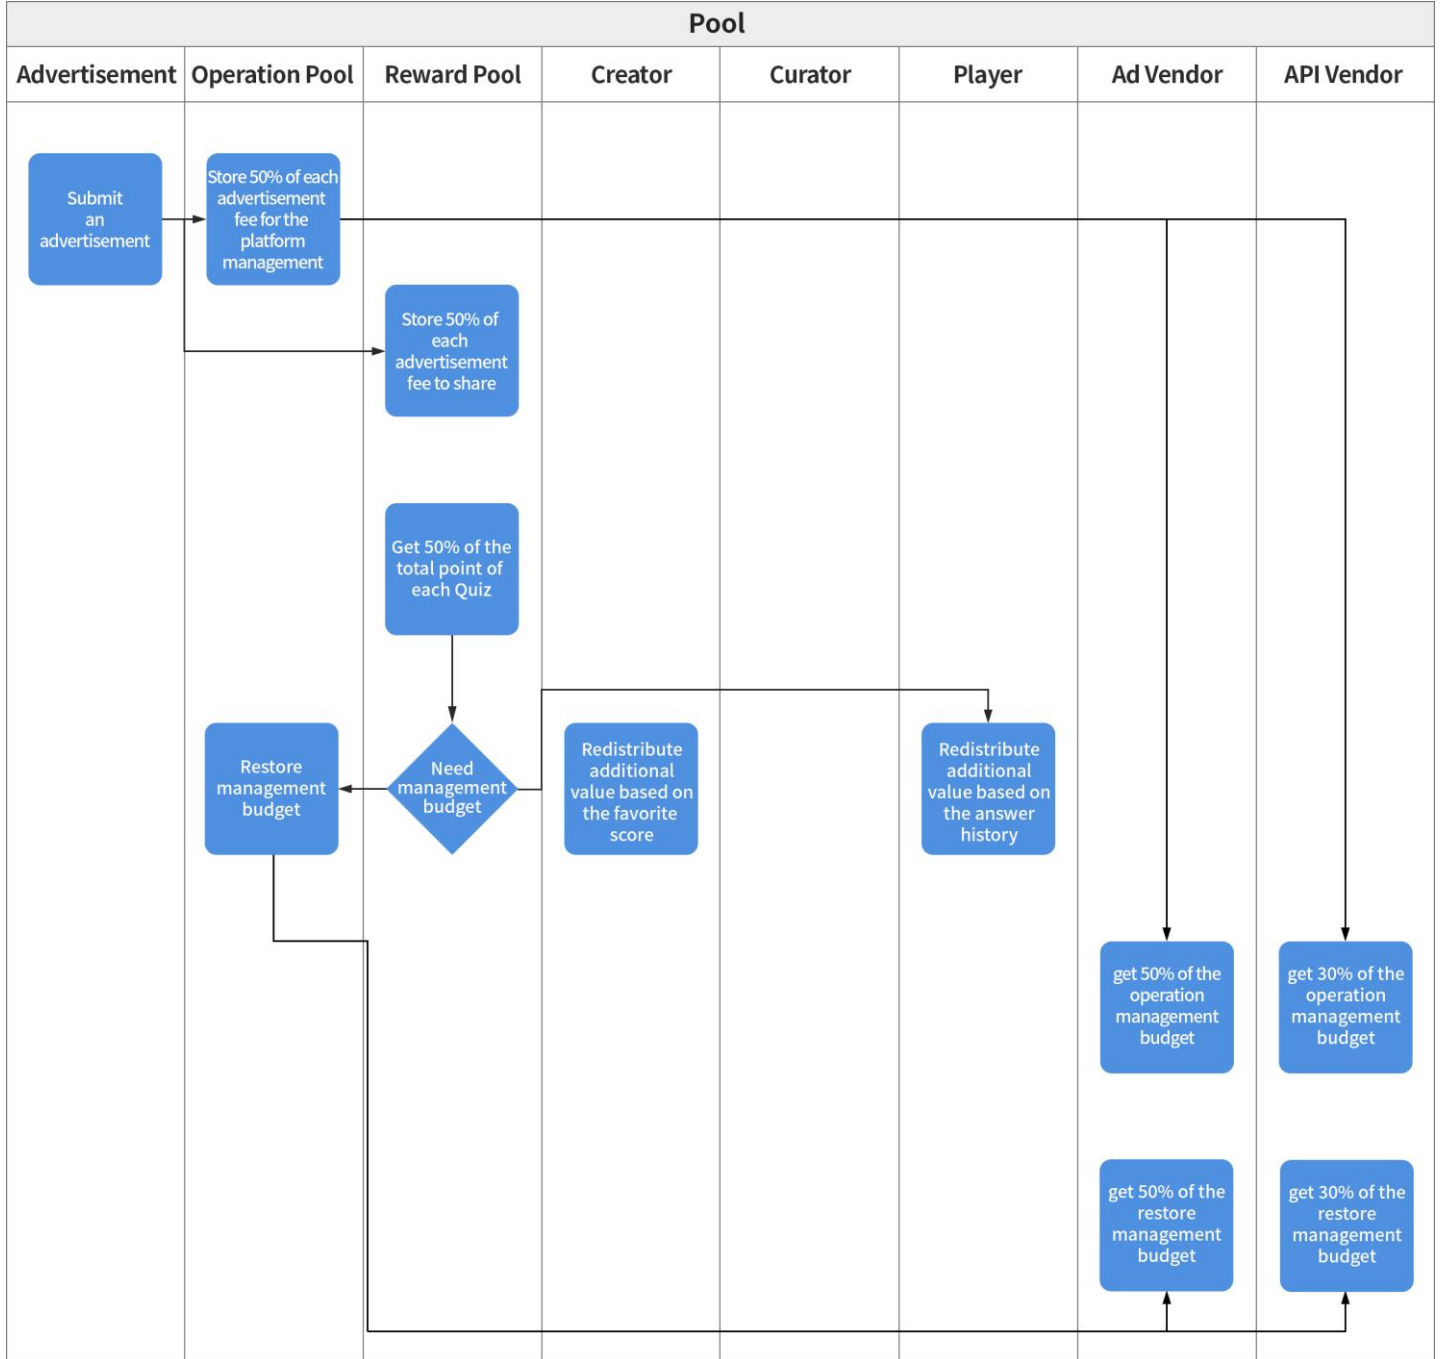 Pool
Advertisement
Operation Pool
Reward Pool
Creator
Curator
Player
Ad Vendor
API Vendor
Submit
an
advertisement
Store 50% of each
advertisement
fee for the
platform
management
Store 50% of
each
advertisement
fee to share
Get 50% of the
total point of
each Quiz
Restore
management
budget
Need
management
budget
Redistribute
additional
value based on
the favorite
score
Redistribute
additional
value based on
the answer
history
get 50% of the
operation
management
budget
get 30% of the
operation
management
budget
get 50% of the
restore
management
budget
get 30% of the
restore
management
budget